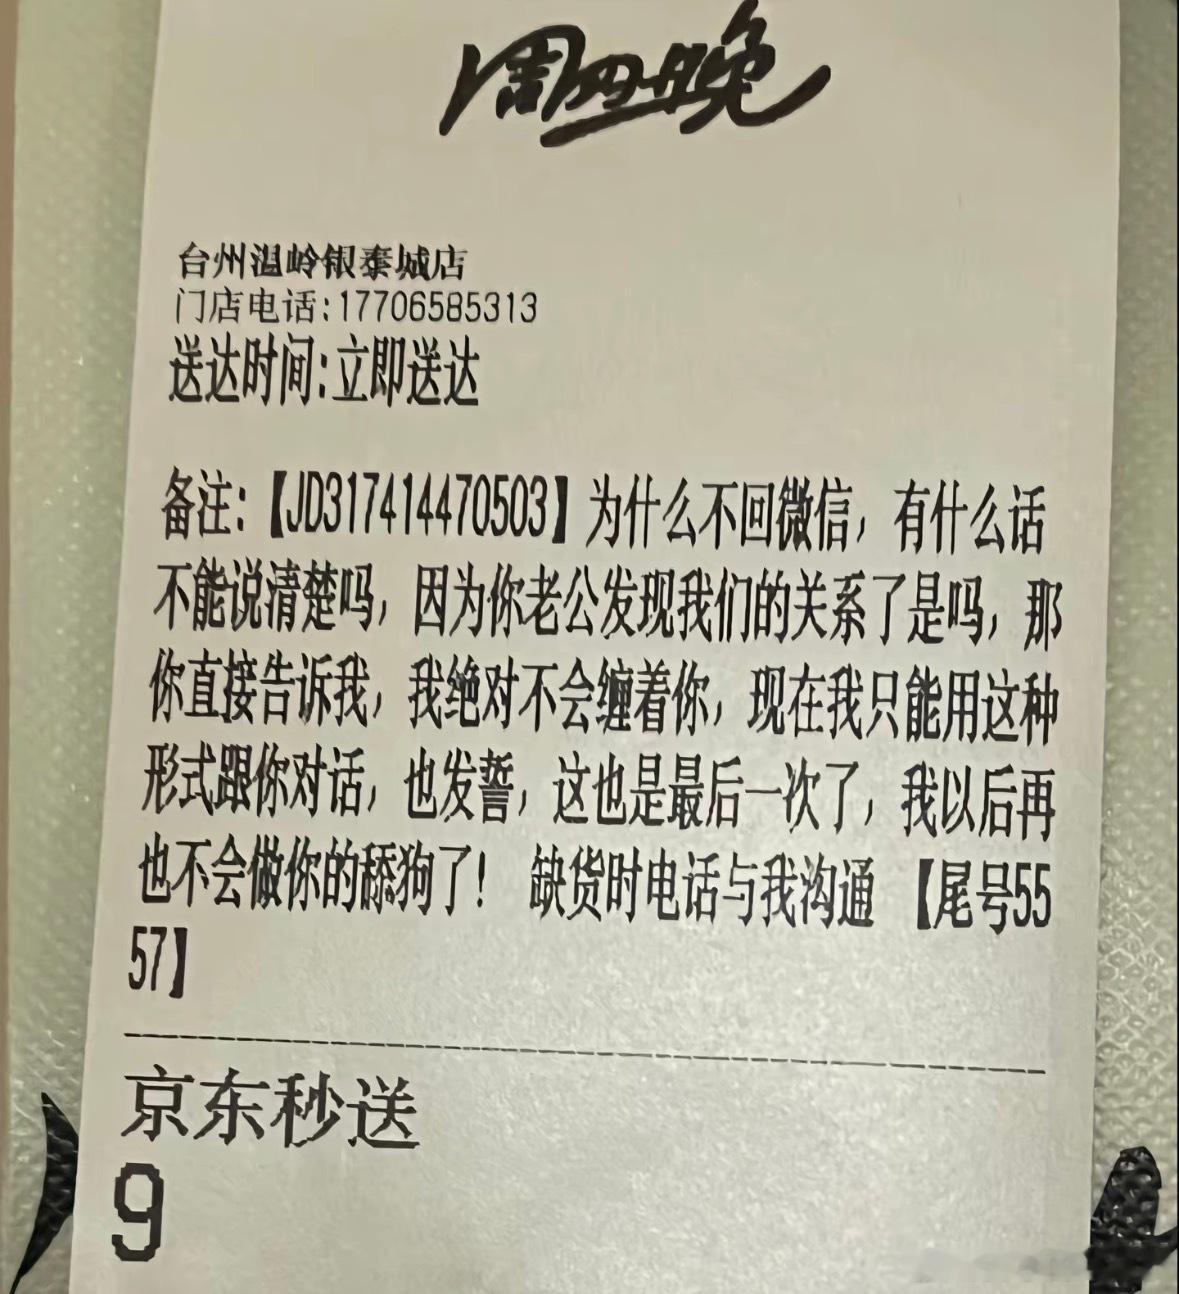 周四晚
台州温岭银泰城店
门店电话:17706585313
送达时间:立即送达
备注:【JD317414470503】为什么不回微信，有什么话
不能说清楚吗，因为你老公发现我们的关系了是吗，那
你直接告诉我，我绝对不会缠着你，现在我只能用这种
形式跟你对话，也发誓，这也是最后一次了，我以后再
也不会做你的舔狗了！ 缺货时电话与我沟通 【尾号55
57】
京东秒送
9